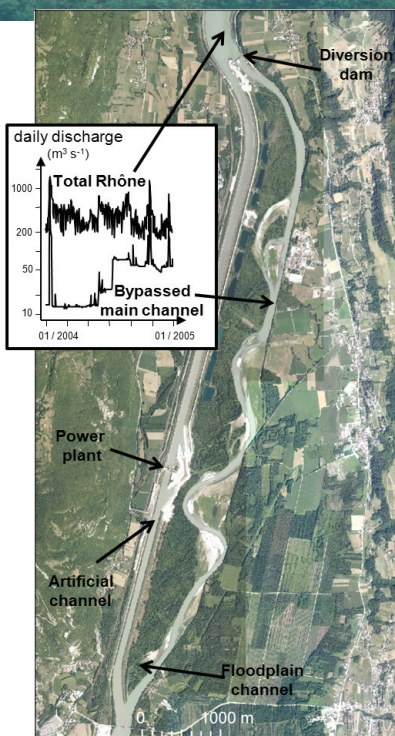 Diversion
dam
daily discharge
(m³ s⁻¹)
Total Rhône
1000
200
50
10
Bypassed
main channel
01 / 2004
01 / 2005
Power
plant
Artificial
channel
Floodplain
channel
0 1000 m